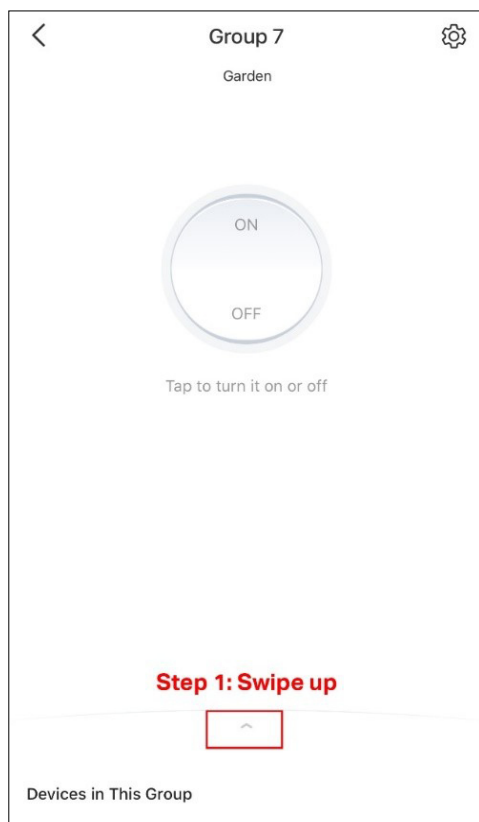 Group 7
Garden
ON
OFF
Tap to turn it on or off
Step 1: Swipe up
Devices in This Group